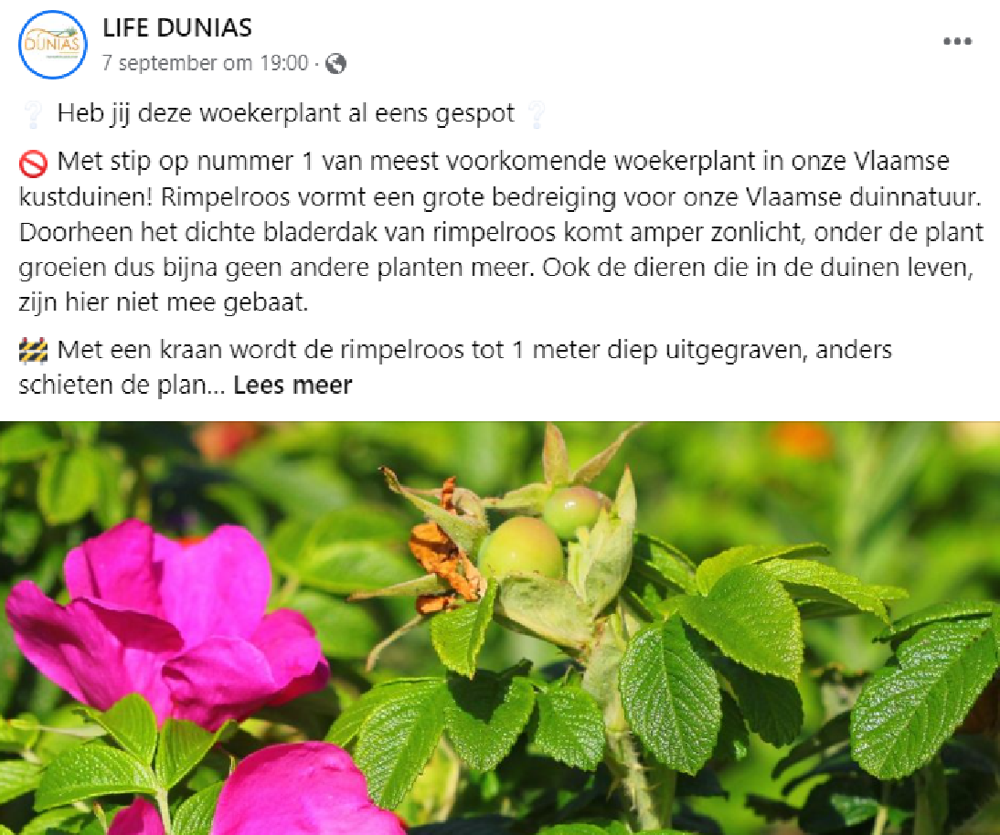 LIFE DUNIAS
DUNIAS
7 september om 19:00 ·
❔ Heb jij deze woekerplant al eens gespot ❔
🚫 Met stip op nummer 1 van meest voorkomende woekerplant in onze Vlaamse
kustduinen! Rimpelroos vormt een grote bedreiging voor onze Vlaamse duinnatuur.
Doorheen het dichte bladerdak van rimpelroos komt amper zonlicht, onder de plant
groeien dus bijna geen andere planten meer. Ook de dieren die in de duinen leven,
zijn hier niet mee gebaat.
🚧 Met een kraan wordt de rimpelroos tot 1 meter diep uitgegraven, anders
schieten de plan... Lees meer